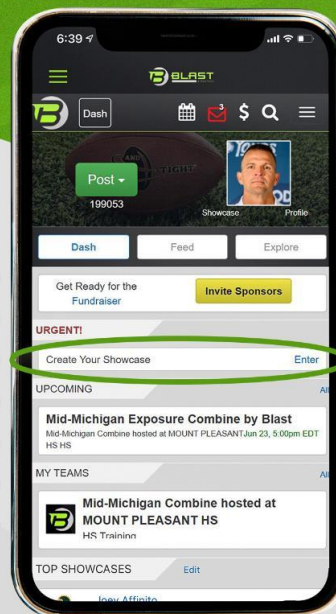 6:39
BLAST
B
Dash
3
$
AND
TIGHT
Post
199053
Showcase
Profile
Dash
Feed
Explore
Get Ready for the
Fundraiser
Invite Sponsors
URGENT!
Create Your Showcase
Enter
UPCOMING
All
Mid-Michigan Exposure Combine by Blast
Mid-Michigan Combine hosted at MOUNT PLEASANT
Jun 23, 5:00pm EDT
HS HS
MY TEAMS
All
Mid-Michigan Combine hosted at
MOUNT PLEASANT HS
HS Training
TOP SHOWCASES
Edit
Joey Affinito